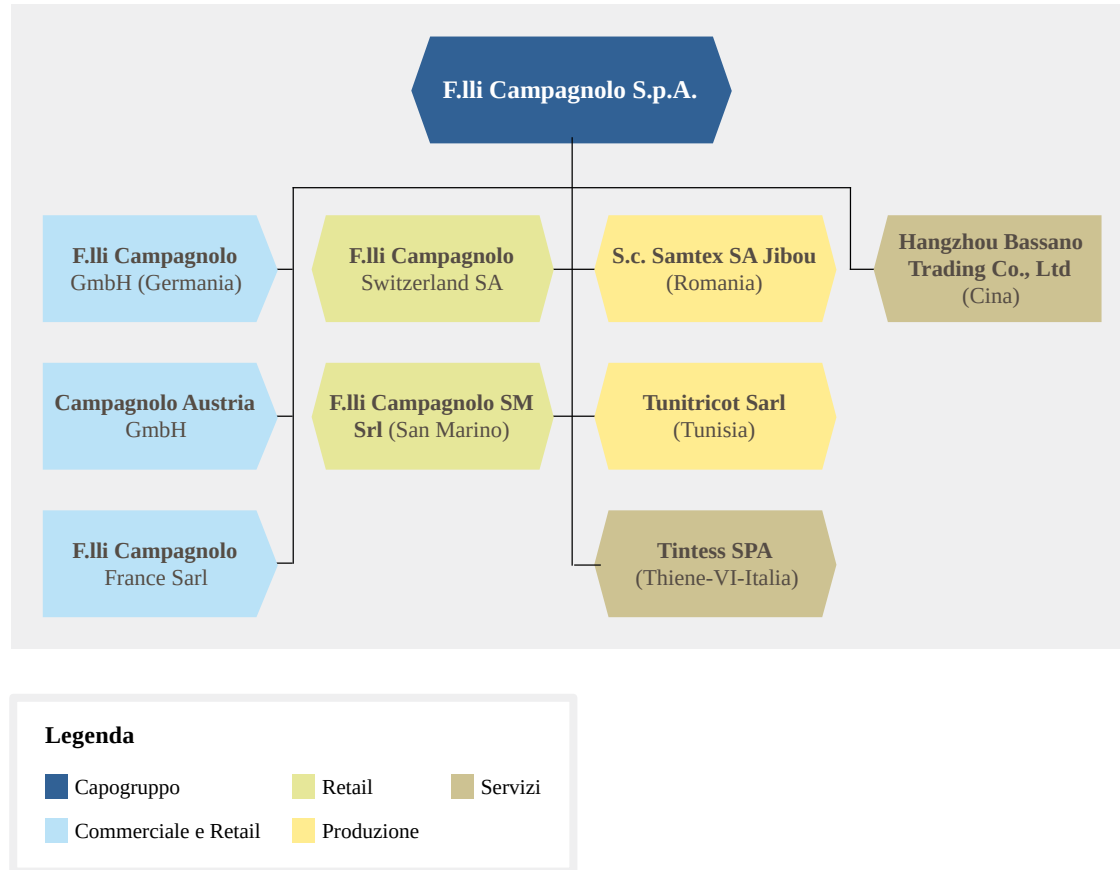 F.lli Campagnolo S.p.A.
F.lli Campagnolo
GmbH (Germania)
F.lli Campagnolo
Switzerland SA
S.c. Samtex SA Jibou
(Romania)
Hangzhou Bassano
Trading Co., Ltd
(Cina)
Campagnolo Austria
GmbH
F.lli Campagnolo SM
Srl (San Marino)
Tunitricot Sarl
(Tunisia)
F.lli Campagnolo
France Sarl
Tintess SPA
(Thiene-VI-Italia)
Legenda
Capogruppo
Retail
Servizi
Commerciale e Retail
Produzione